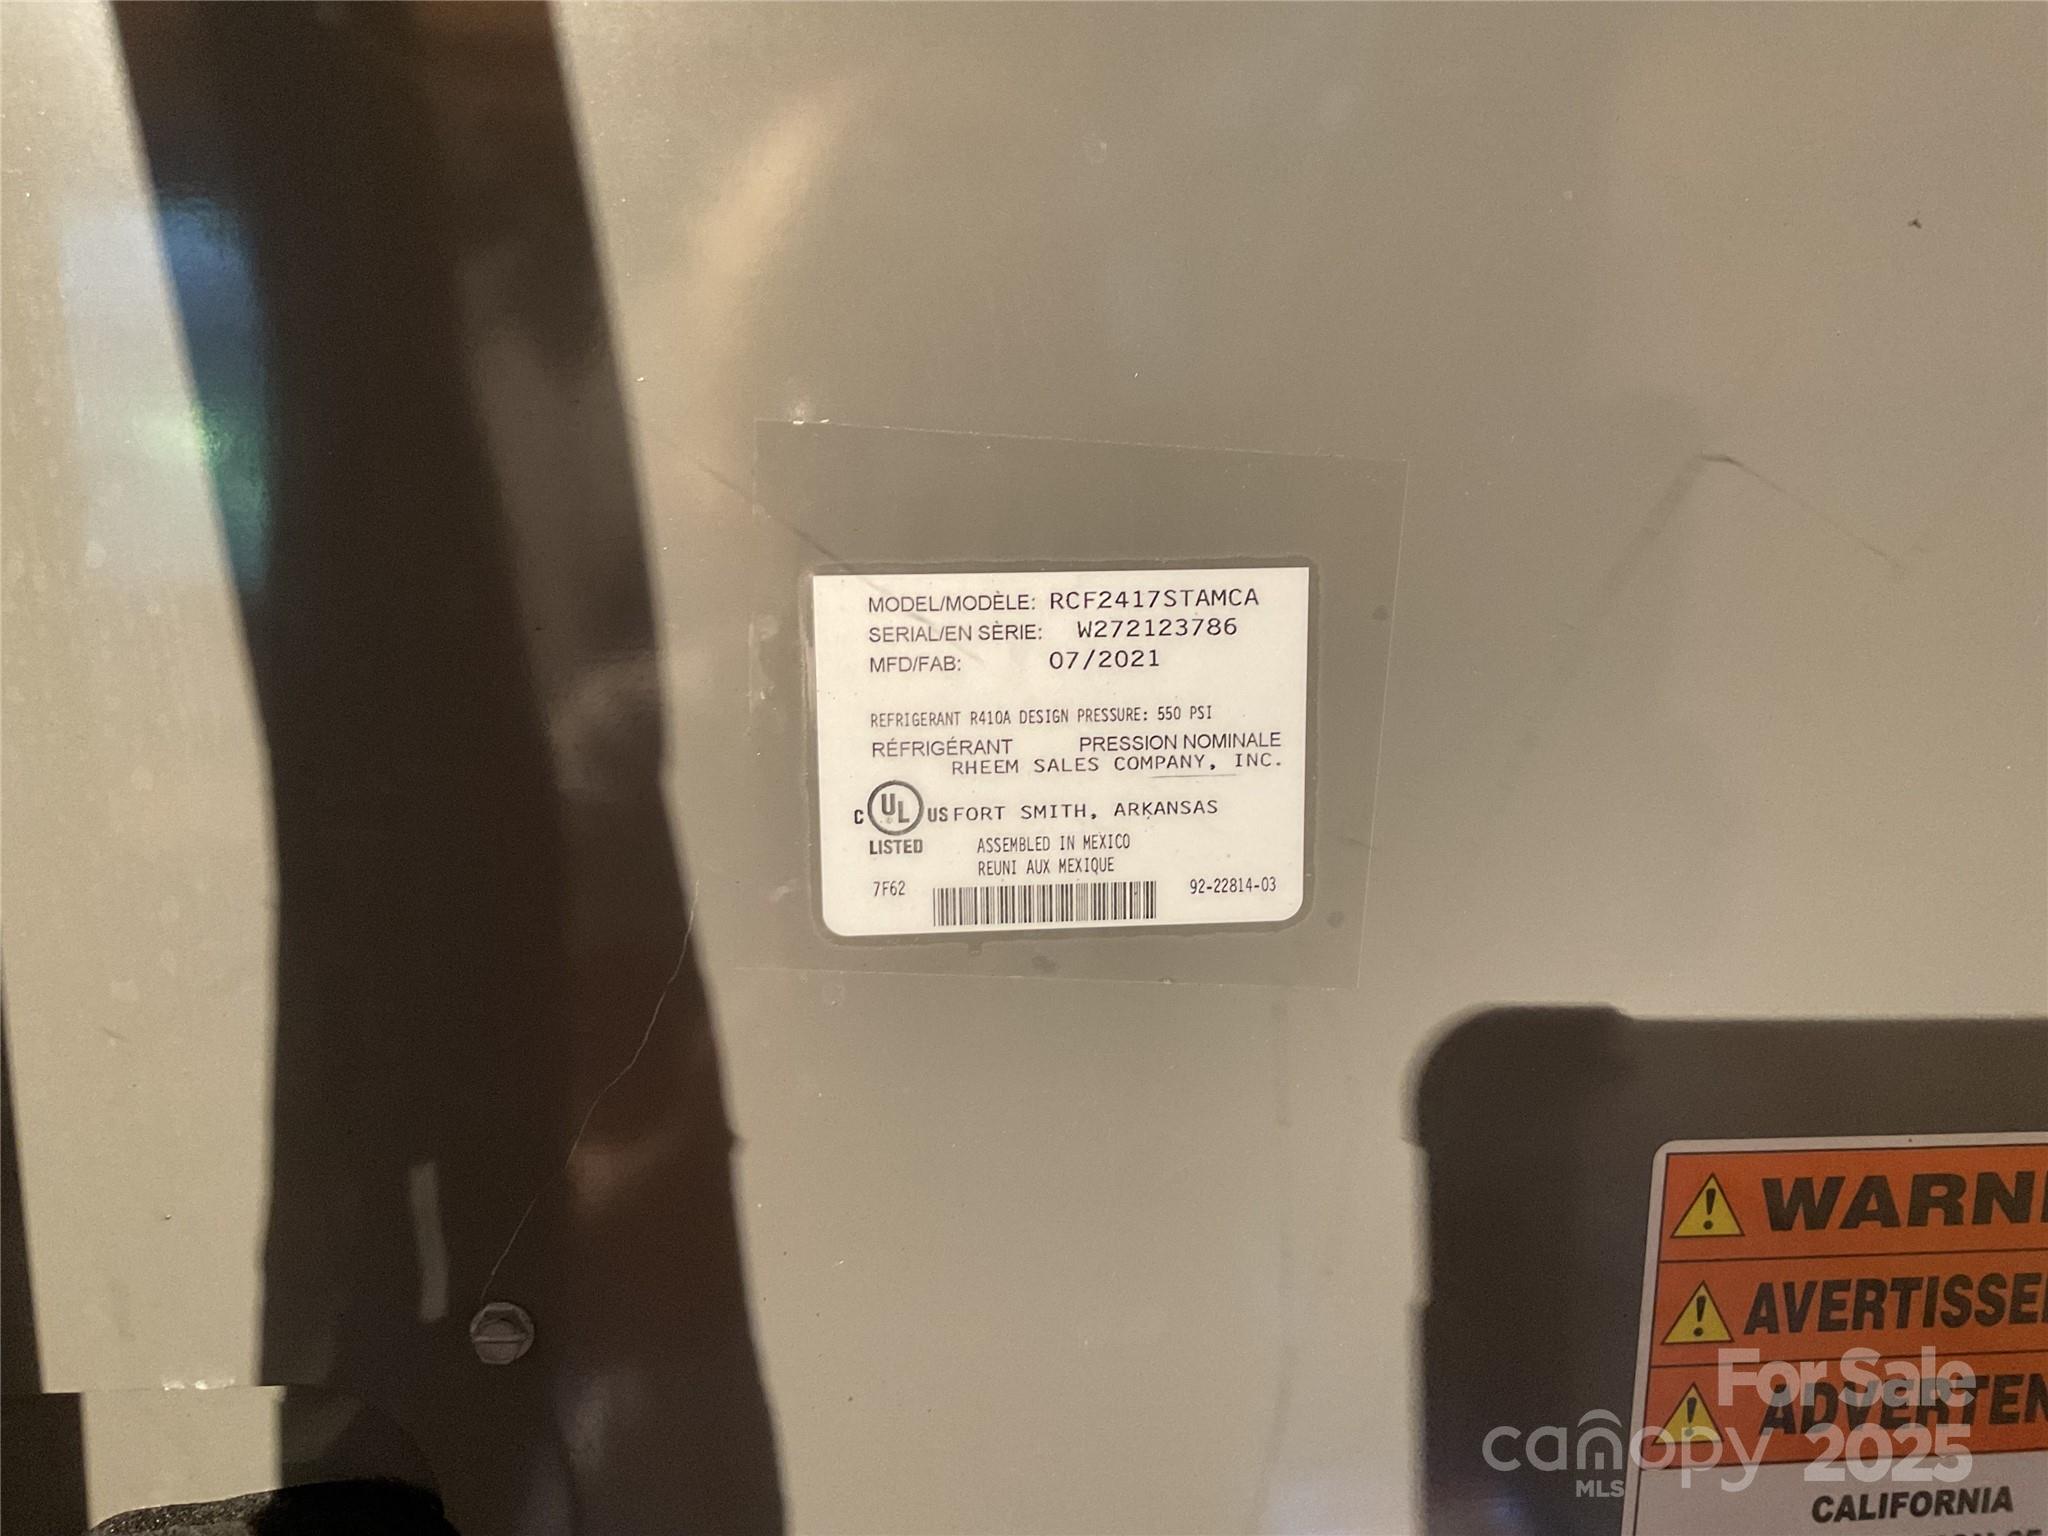 MODEL/MODÈLE: RCF2417STAMCA
SERIAL/EN SÈRIE: W272123786
MFD/FAB: 07/2021
REFRIGERANT R410A DESIGN PRESSURE: 550 PSI
RÉFRIGÉRANT PRESSION NOMINALE
RHEEM SALES COMPANY, INC.
C UL US FORT SMITH, ARKANSAS
LISTED ASSEMBLED IN MEXICO
REUNI AUX MEXIQUE
7F62 92-22814-03
WARNI
AVERTISSE
ADVERTEN
CALIFORNIA
For Sale
canopy 2025
MLS